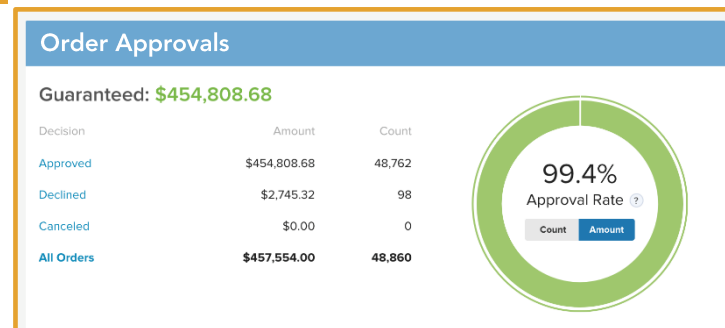 Order Approvals
Guaranteed: $454,808.68
Decision Amount Count
Approved $454,808.68 48,762
Declined $2,745.32 98
Canceled $0.00 0
All Orders $457,554.00 48,860
99.4%
Approval Rate ?
Count Amount